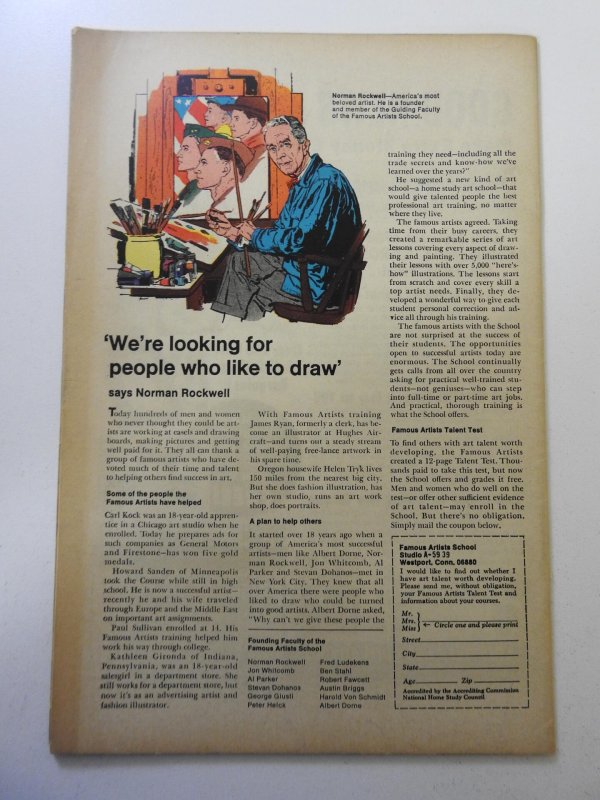 Norman Rockwell—America's most
beloved artist. He is a founder
and member of the Guiding Faculty
of the Famous Artists School.
'We're looking for
people who like to draw'
says Norman Rockwell
Today hundreds of men and women
who never thought they could be art-
ists are working at easels and drawing
boards, making pictures and getting
well paid for it. They all can thank a
group of famous artists who have de-
voted much of their time and talent
to helping others find success in art.
Some of the people the
Famous Artists have helped
Carl Kock was an 18-year-old appren-
tice in a Chicago art studio when he
enrolled. Today he prepares ads for
such companies as General Motors
and Firestone—has won five gold
medals.
Howard Sanden of Minneapolis
took the Course while still in high
school. He is now a successful artist—
recently he and his wife traveled
through Europe and the Middle East
on important art assignments.
Paul Sullivan enrolled at 14. His
Famous Artists training helped him
work his way through college.
Kathleen Gironda of Indiana,
Pennsylvania, was an 18-year-old
salesgirl in a department store. She
still works for a department store, but
now it's as an advertising artist and
fashion illustrator.
With Famous Artists training
James Ryan, formerly a clerk, has be-
come an illustrator at Hughes Air-
craft—and turns out a steady stream
of well-paying free-lance artwork in
his spare time.
Oregon housewife Helen Tryk lives
150 miles from the nearest big city.
But she does fashion illustration, has
her own studio, runs an art work
shop, does portraits.
A plan to help others
It started over 18 years ago when a
group of America's most successful
artists—men like Albert Dorne, Nor-
man Rockwell, Jon Whitcomb, Al
Parker and Stevan Dohanos—met in
New York City. They knew that all
over America there were people who
liked to draw who could be turned
into good artists. Albert Dorne asked,
"Why can't we give these people the
Founding Faculty of the
Famous Artists School
Norman Rockwell
Jon Whitcomb
Al Parker
Stevan Dohanos
George Giusti
Peter Helck
Fred Ludekens
Ben Stahl
Robert Fawcett
Austin Briggs
Harold Von Schmidt
Albert Dorne
training they need—including all the
trade secrets and know-how we've
learned over the years?"
He suggested a new kind of art
school—a home study art school—that
would give talented people the best
professional art training, no matter
where they live.
The famous artists agreed. Taking
time from their busy careers, they
created a remarkable series of art
lessons covering every aspect of draw-
ing and painting. They illustrated
their lessons with over 5,000 "here's-
how" illustrations. The lessons start
from scratch and cover every skill a
top artist needs. Finally, they de-
veloped a wonderful way to give each
student personal correction and ad-
vice all through his training.
The famous artists with the School
are not surprised at the success of
their students. The opportunities
open to successful artists today are
enormous. The School continually
gets calls from all over the country
asking for practical well-trained stu-
dents—not geniuses—who can step
into full-time or part-time art jobs.
And practical, thorough training is
what the School offers.
Famous Artists Talent Test
To find others with art talent worth
developing, the Famous Artists
created a 12-page Talent Test. Thou-
sands paid to take this test, but now
the School offers and grades it free.
Men and women who do well on the
test—or offer other sufficient evidence
of art talent—may enroll in the
School. But there's no obligation.
Simply mail the coupon below.
Famous Artists School
Studio A-5939
Westport, Conn. 06880
I would like to find out whether I
have art talent worth developing.
Please send me, without obligation,
your Famous Artists Talent Test and
information about your courses.
Mr.
Mrs. ← Circle one and please print
Miss
Street
City
State
Age Zip
Accredited by the Accrediting Commission
National Home Study Council